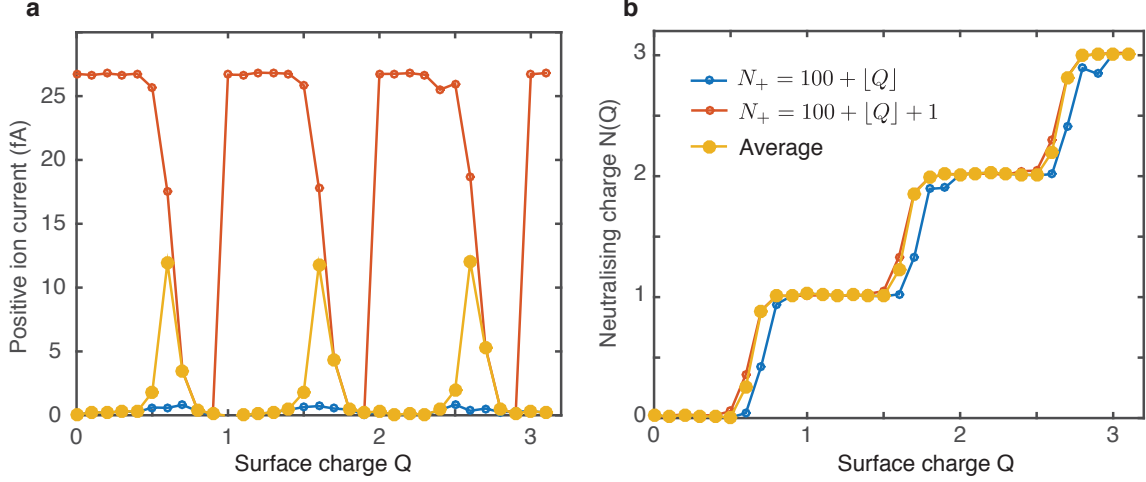 a
Positive ion current (fA)
25
20
15
10
5
0
0 1 2 3
Surface charge Q
b
Neutralising charge N(Q)
3
2
1
0
N₊ = 100 + ⌊Q⌋
N₊ = 100 + ⌊Q⌋ + 1
Average
0 1 2 3
Surface charge Q